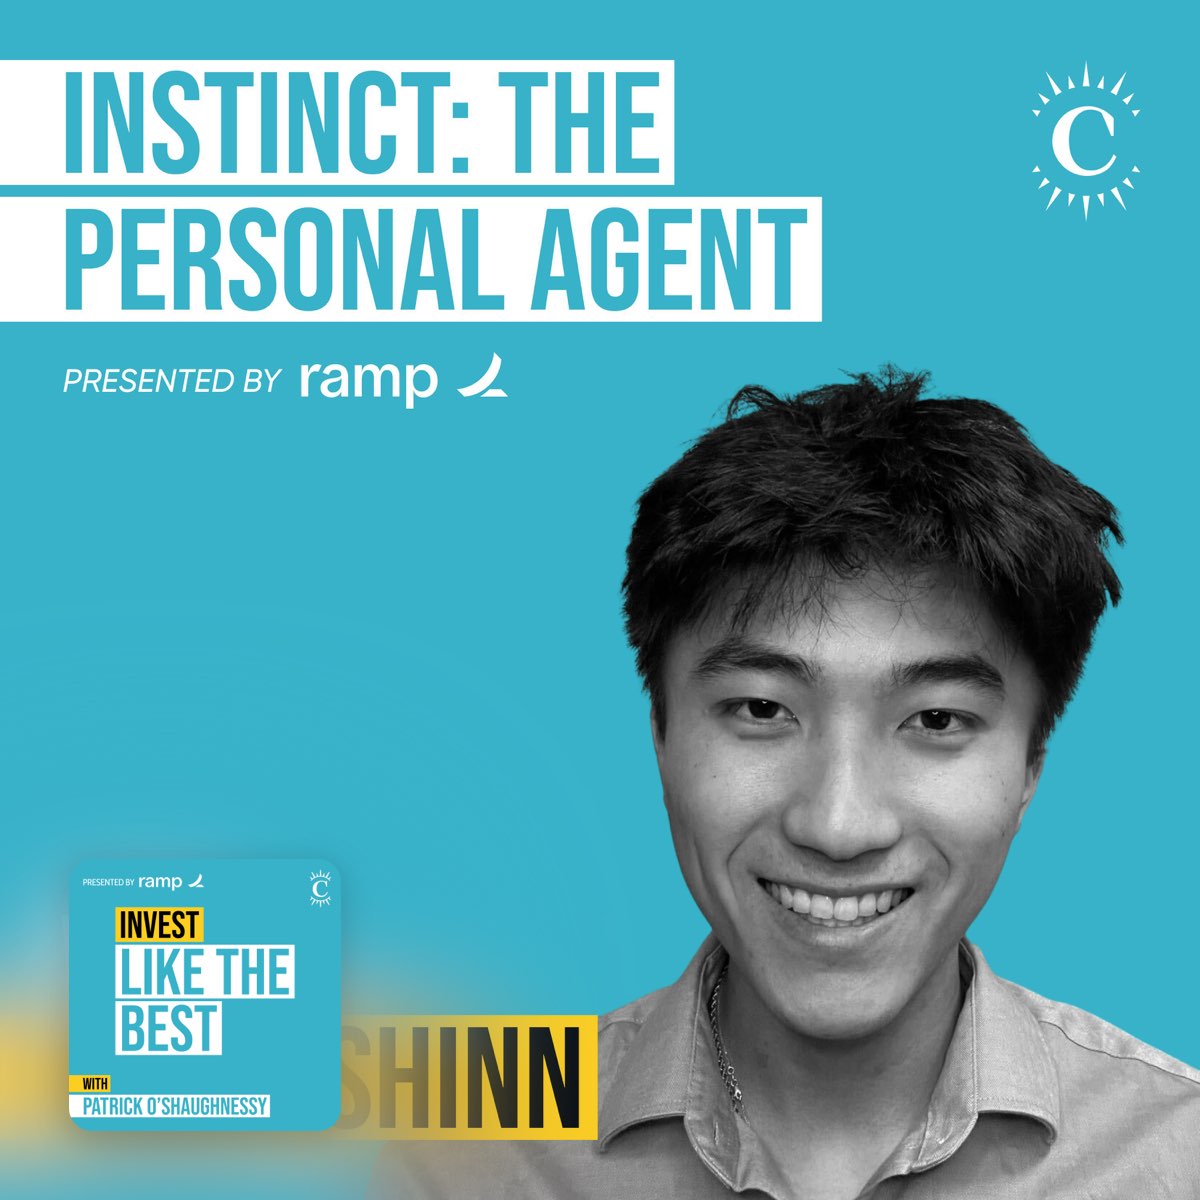 INSTINCT: THE
PERSONAL AGENT
PRESENTED BY ramp
C
PRESENTED BY ramp
C
INVEST
LIKE THE
BEST
WITH
PATRICK O'SHAUGHNESSY
SHINN